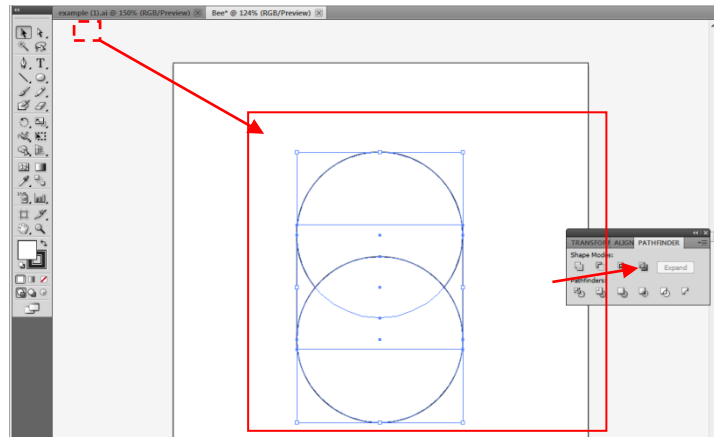 example (1).ai @ 150% (RGB/Preview)
Bee* @ 124% (RGB/Preview)
TRANSFORM ALIGN PATHFINDER
Shape Modes:
Expand
Pathfinders: